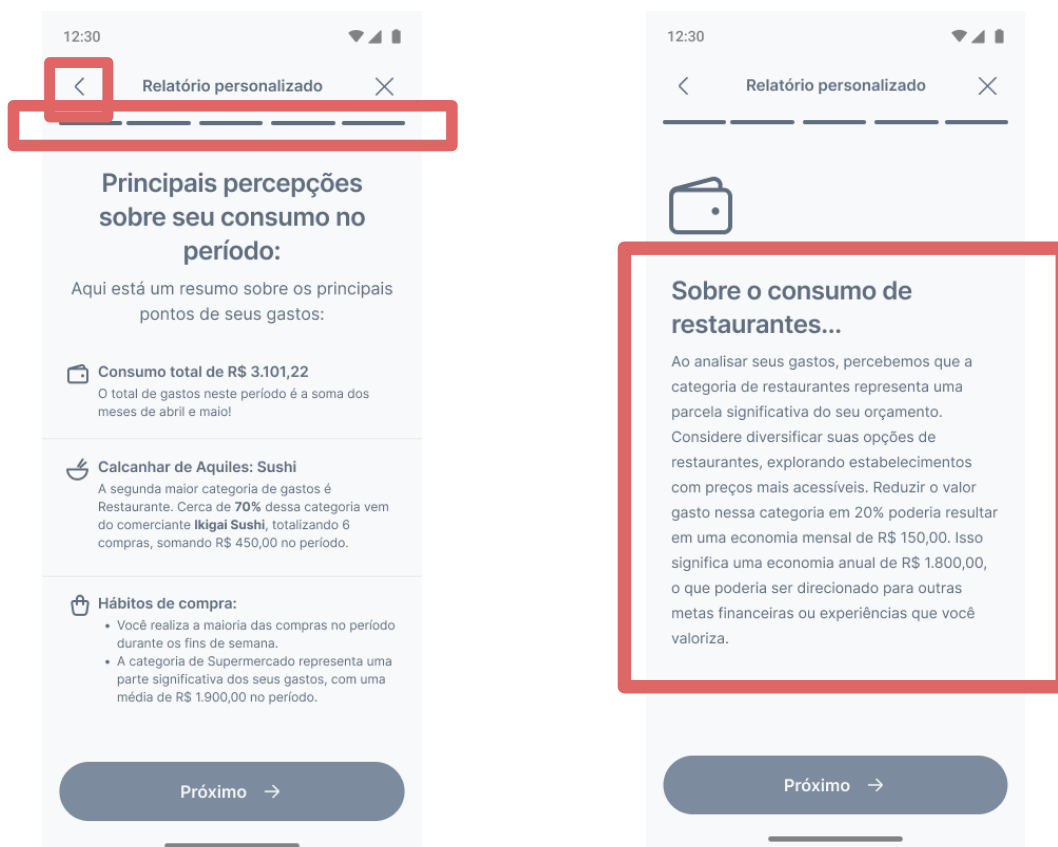 12:30
Relatório personalizado
Principais percepções
sobre seu consumo no
período:
Aqui está um resumo sobre os principais
pontos de seus gastos:
Consumo total de R$ 3.101,22
O total de gastos neste período é a soma dos
meses de abril e maio!
Calcanhar de Aquiles: Sushi
A segunda maior categoria de gastos é
Restaurante. Cerca de 70% dessa categoria vem
do comerciante Ikigai Sushi, totalizando 6
compras, somando R$ 450,00 no período.
Hábitos de compra:
• Você realiza a maioria das compras no período
durante os fins de semana.
• A categoria de Supermercado representa uma
parte significativa dos seus gastos, com uma
média de R$ 1.900,00 no período.
Próximo →
12:30
Relatório personalizado
Sobre o consumo de
restaurantes...
Ao analisar seus gastos, percebemos que a
categoria de restaurantes representa uma
parcela significativa do seu orçamento.
Considere diversificar suas opções de
restaurantes, explorando estabelecimentos
com preços mais acessíveis. Reduzir o valor
gasto nessa categoria em 20% poderia resultar
em uma economia mensal de R$ 150,00. Isso
significa uma economia anual de R$ 1.800,00,
o que poderia ser direcionado para outras
metas financeiras ou experiências que você
valoriza.
Próximo →